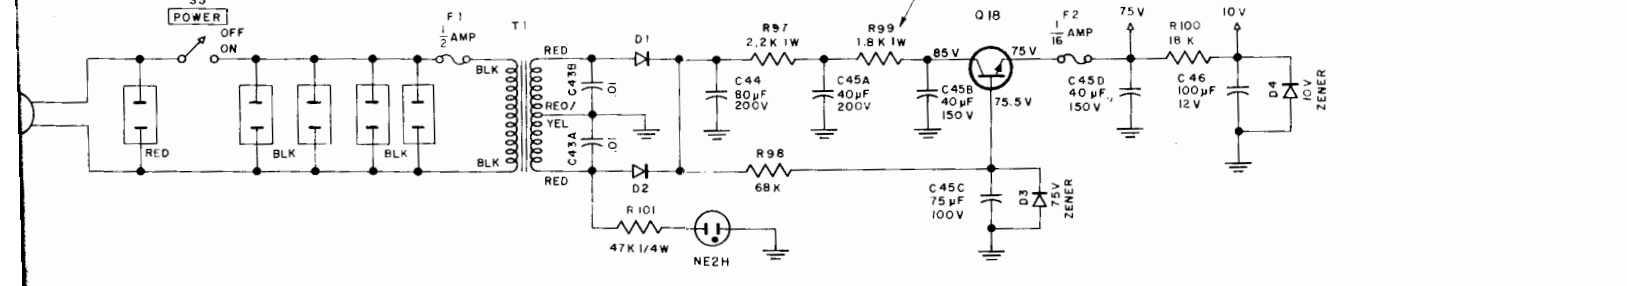 S5
POWER
OFF
ON
RED
BLK
BLK
F1
1/2 AMP
T1
BLK
BLK
RED
RED/
YEL
RED
C43B
.01
C43A
.01
D1
D2
R101
47K 1/4W
NE2H
C44
80µF
200V
R97
2.2K 1W
C45A
40µF
200V
R98
68K
R99
1.8K 1W
85V
C45B
40µF
150V
Q18
75V
75.5V
C45C
75µF
100V
D3
75V
ZENER
F2
1/16 AMP
75V
C45D
40µF
150V
R100
18K
10V
C46
100µF
12V
D4
10V
ZENER